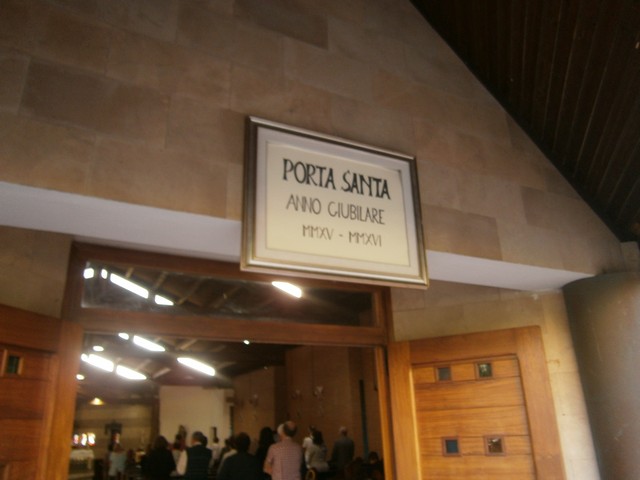 PORTA SANTA
ANNO GIUBILARE
MMXV - MMXVI